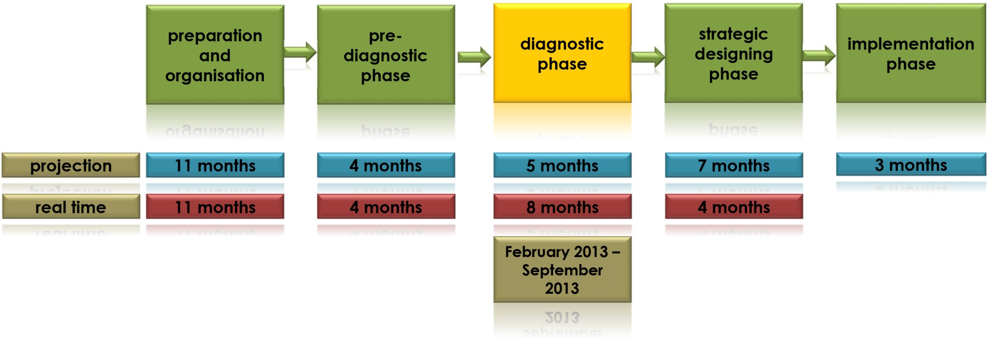 preparation
and
organisation
pre-
diagnostic
phase
diagnostic
phase
strategic
designing
phase
implementation
phase
projection
11 months
4 months
5 months
7 months
3 months
real time
11 months
4 months
8 months
4 months
February 2013 –
September
2013